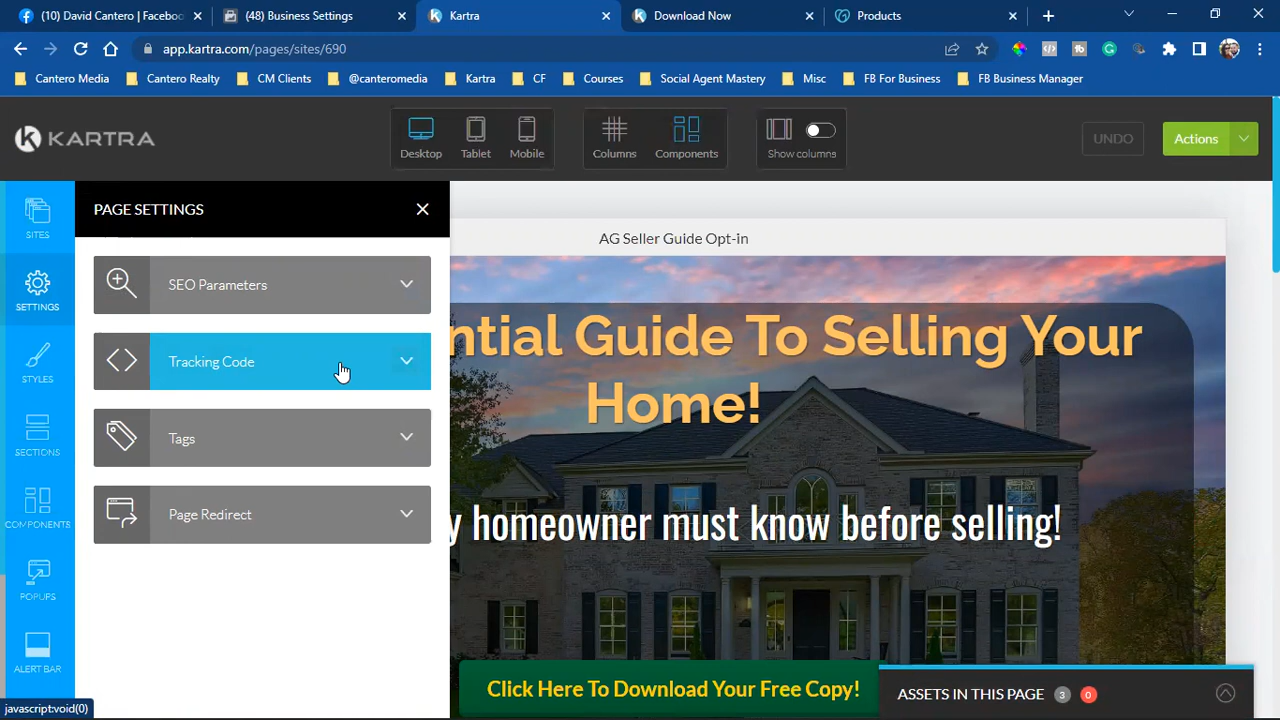 (10) David Cantero | Faceboo
(48) Business Settings
Kartra
Download Now
Products
app.kartra.com/pages/sites/690
Cantero Media
Cantero Realty
CM Clients
@canteromedia
Kartra
CF
Courses
Social Agent Mastery
Misc
FB For Business
FB Business Manager
KARTRA
Desktop
Tablet
Mobile
Columns
Components
Show columns
UNDO
Actions
SITES
SETTINGS
STYLES
SECTIONS
COMPONENTS
POPUPS
ALERT BAR
PAGE SETTINGS
SEO Parameters
Tracking Code
Tags
Page Redirect
AG Seller Guide Opt-in
ntial Guide To Selling Your
Home!
y homeowner must know before selling!
Click Here To Download Your Free Copy!
ASSETS IN THIS PAGE 3 0
javascript:void(0)